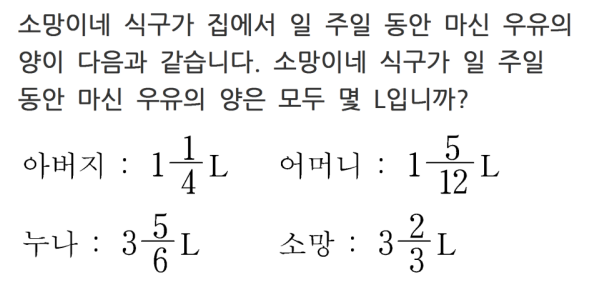 소망이네 식구가 집에서 일 주일 동안 마신 우유의
양이 다음과 같습니다. 소망이네 식구가 일 주일
동안 마신 우유의 양은 모두 몇 L입니까?
아버지 : 1 1/4 L 어머니 : 1 5/12 L
누나 : 3 5/6 L 소망 : 3 2/3 L